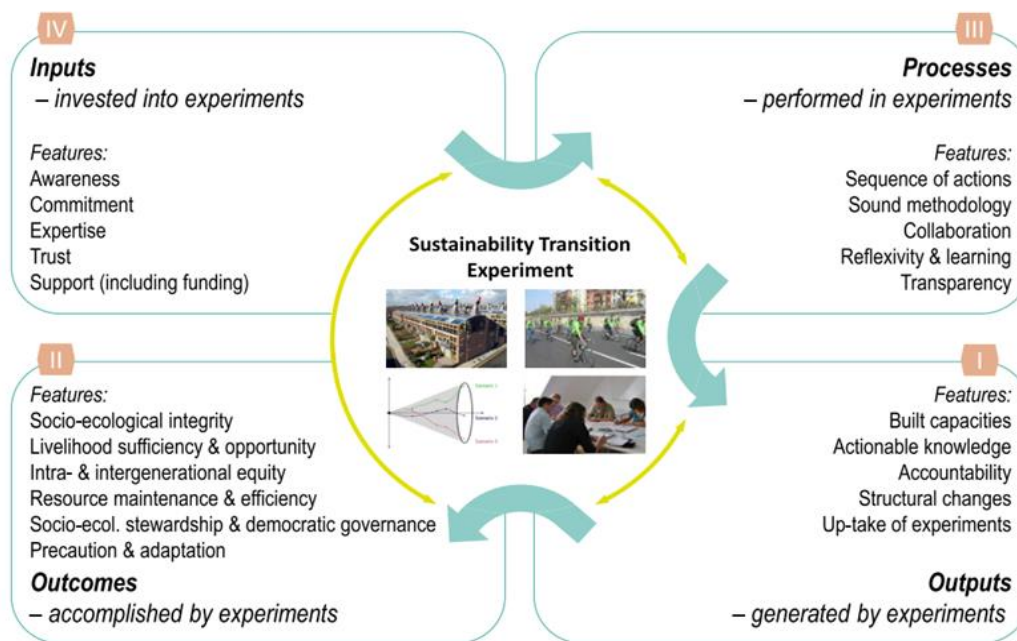 IV
Inputs
– invested into experiments
Features:
Awareness
Commitment
Expertise
Trust
Support (including funding)
III
Processes
– performed in experiments
Features:
Sequence of actions
Sound methodology
Collaboration
Reflexivity & learning
Transparency
Sustainability Transition
Experiment
II
Features:
Socio-ecological integrity
Livelihood sufficiency & opportunity
Intra- & intergenerational equity
Resource maintenance & efficiency
Socio-ecol. stewardship & democratic governance
Precaution & adaptation
Outcomes
– accomplished by experiments
I
Features:
Built capacities
Actionable knowledge
Accountability
Structural changes
Up-take of experiments
Outputs
– generated by experiments